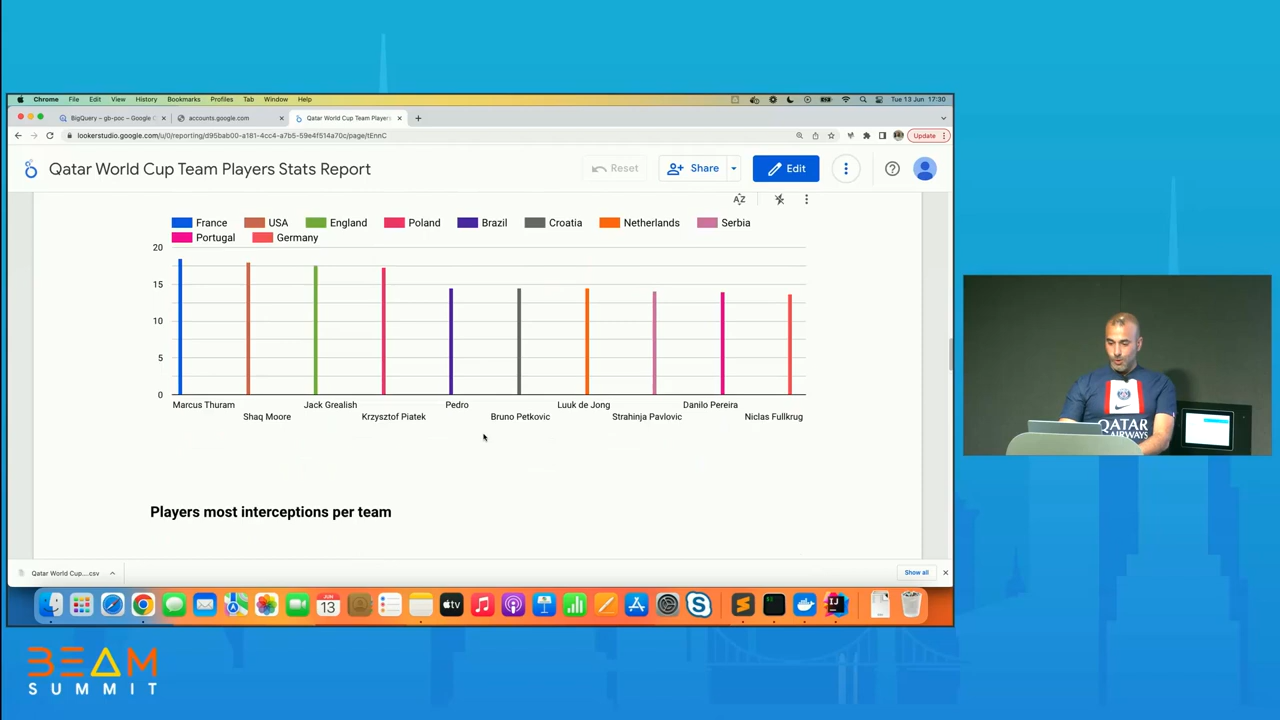 Chrome File Edit View History Bookmarks Profiles Tab Window Help Tue 13 Jun 17:30
BigQuery – gb-poc – Google C accounts.google.com Qatar World Cup Team Players
lookerstudio.google.com/u/0/reporting/d95bab00-a181-4cc4-a7b5-59e4f514a70c/page/tEnnC Update
Qatar World Cup Team Players Stats Report Reset Share Edit
AZ
France USA England Poland Brazil Croatia Netherlands Serbia
Portugal Germany
20
15
10
5
0
Marcus Thuram Jack Grealish Pedro Luuk de Jong Danilo Pereira
Shaq Moore Krzysztof Piatek Bruno Petkovic Strahinja Pavlovic Niclas Fullkrug
Players most interceptions per team
Qatar World Cup....csv Show all
JUN
13
tv
IJ
QATAR
AIRWAYS
BEAM
SUMMIT